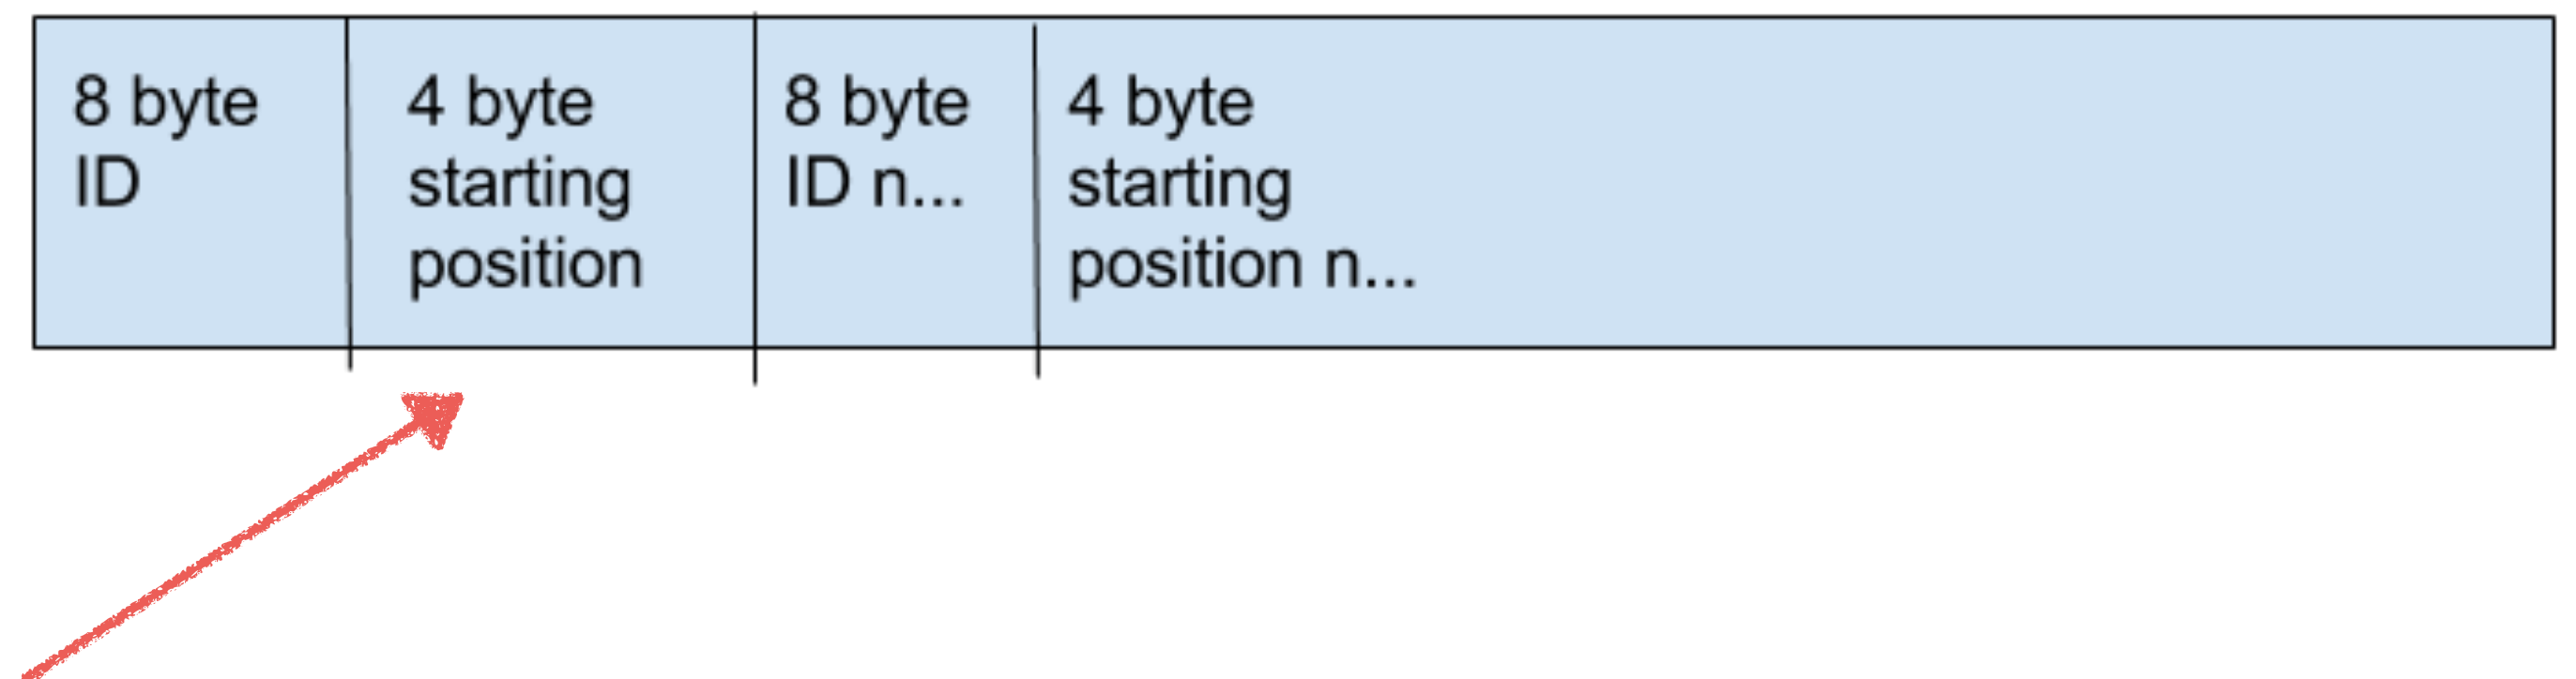 8 byte
ID
4 byte
starting
position
8 byte
ID n...
4 byte
starting
position n...